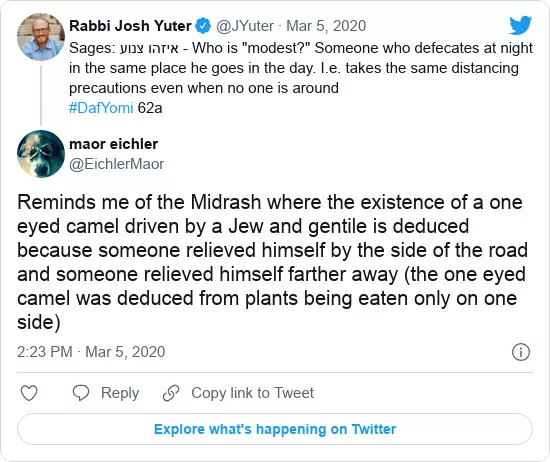 Rabbi Josh Yuter @JYuter · Mar 5, 2020
Sages: איזהו צנוע - Who is "modest?" Someone who defecates at night
in the same place he goes in the day. I.e. takes the same distancing
precautions even when no one is around
#DafYomi 62a
maor eichler
@EichlerMaor
Reminds me of the Midrash where the existence of a one
eyed camel driven by a Jew and gentile is deduced
because someone relieved himself by the side of the road
and someone relieved himself farther away (the one eyed
camel was deduced from plants being eaten only on one
side)
2:23 PM · Mar 5, 2020
Reply Copy link to Tweet
Explore what's happening on Twitter